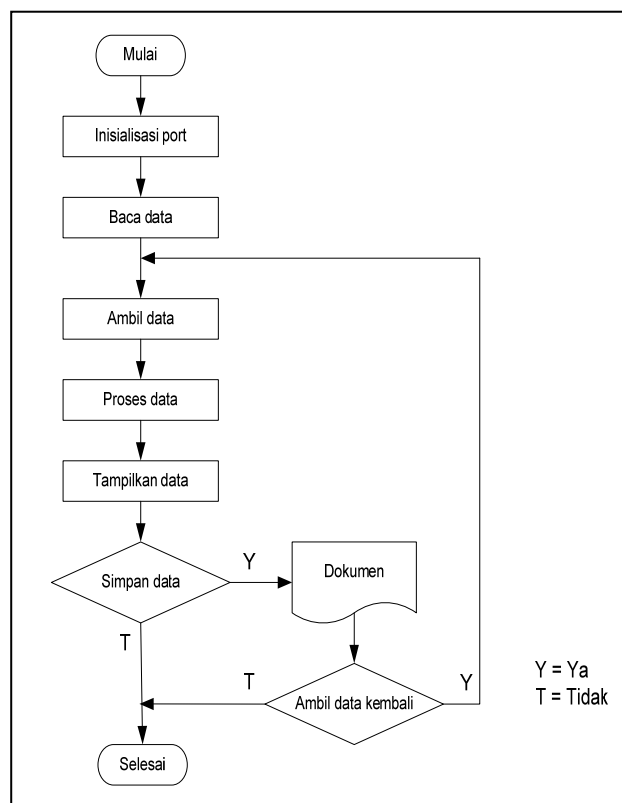 Mulai
Inisialisasi port
Baca data
Ambil data
Proses data
Tampilkan data
Simpan data
Y
Dokumen
T
T
Ambil data kembali
Y
Y = Ya
T = Tidak
Selesai